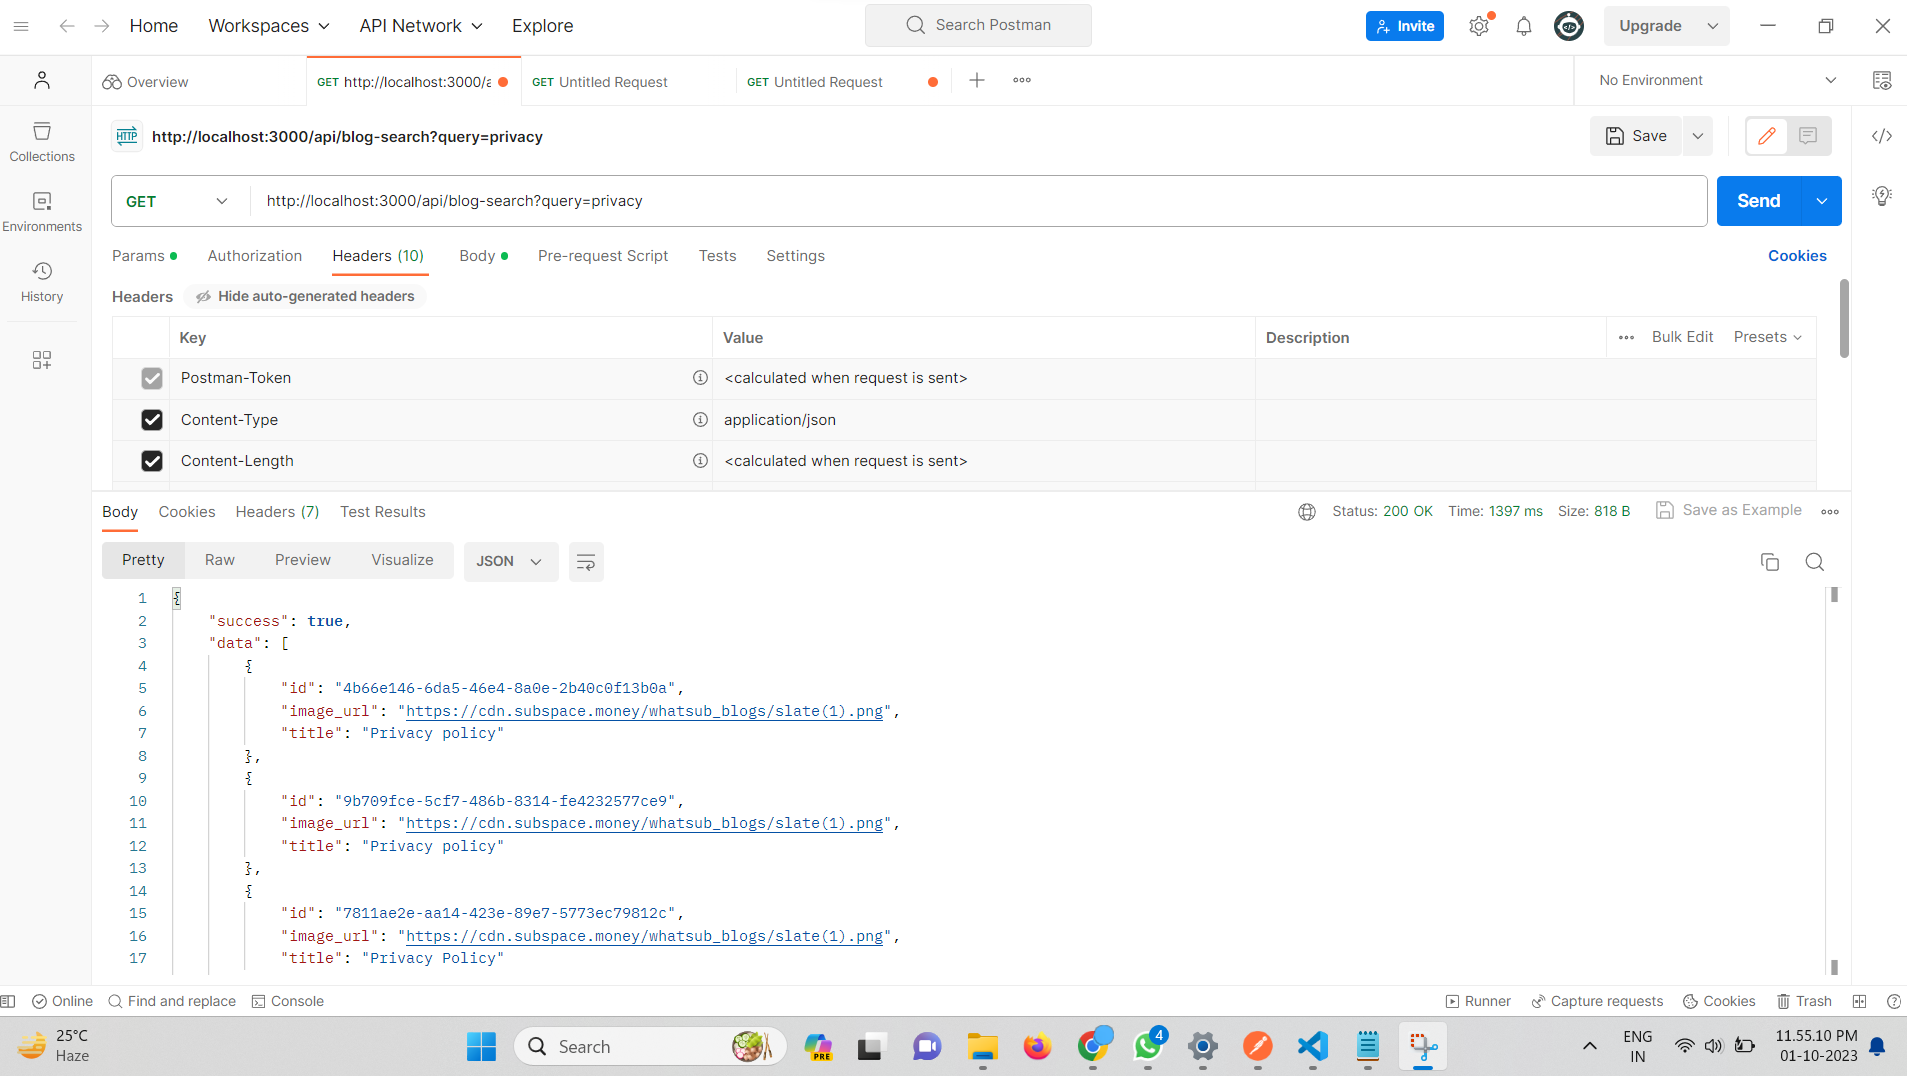 Home Workspaces API Network Explore Search Postman Invite Upgrade
Overview GET http://localhost:3000/a GET Untitled Request GET Untitled Request No Environment
Collections
Environments
History
HTTP http://localhost:3000/api/blog-search?query=privacy Save
GET http://localhost:3000/api/blog-search?query=privacy Send
Params Authorization Headers (10) Body Pre-request Script Tests Settings Cookies
Headers Hide auto-generated headers
Key Value Description Bulk Edit Presets
Postman-Token <calculated when request is sent>
Content-Type application/json
Content-Length <calculated when request is sent>
Body Cookies Headers (7) Test Results Status: 200 OK Time: 1397 ms Size: 818 B Save as Example
Pretty Raw Preview Visualize JSON
1 {
2 "success": true,
3 "data": [
4 {
5 "id": "4b66e146-6da5-46e4-8a0e-2b40c0f13b0a",
6 "image_url": "https://cdn.subspace.money/whatsub_blogs/slate(1).png",
7 "title": "Privacy policy"
8 },
9 {
10 "id": "9b709fce-5cf7-486b-8314-fe4232577ce9",
11 "image_url": "https://cdn.subspace.money/whatsub_blogs/slate(1).png",
12 "title": "Privacy policy"
13 },
14 {
15 "id": "7811ae2e-aa14-423e-89e7-5773ec79812c",
16 "image_url": "https://cdn.subspace.money/whatsub_blogs/slate(1).png",
17 "title": "Privacy Policy"
Online Find and replace Console Runner Capture requests Cookies Trash
25°C
Haze
Search
PRE
4
ENG
IN
11.55.10 PM
01-10-2023